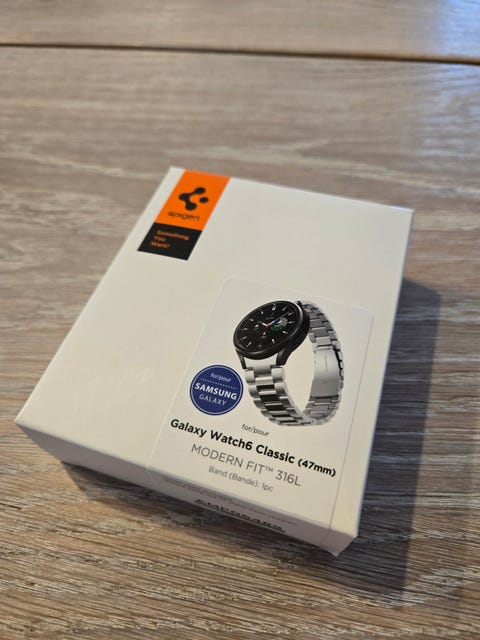 spigen
Something
You
Want!
for/pour
SAMSUNG
GALAXY
for/pour
Galaxy Watch6 Classic (47mm)
MODERN FIT™ 316L
Band (Bande): 1pc